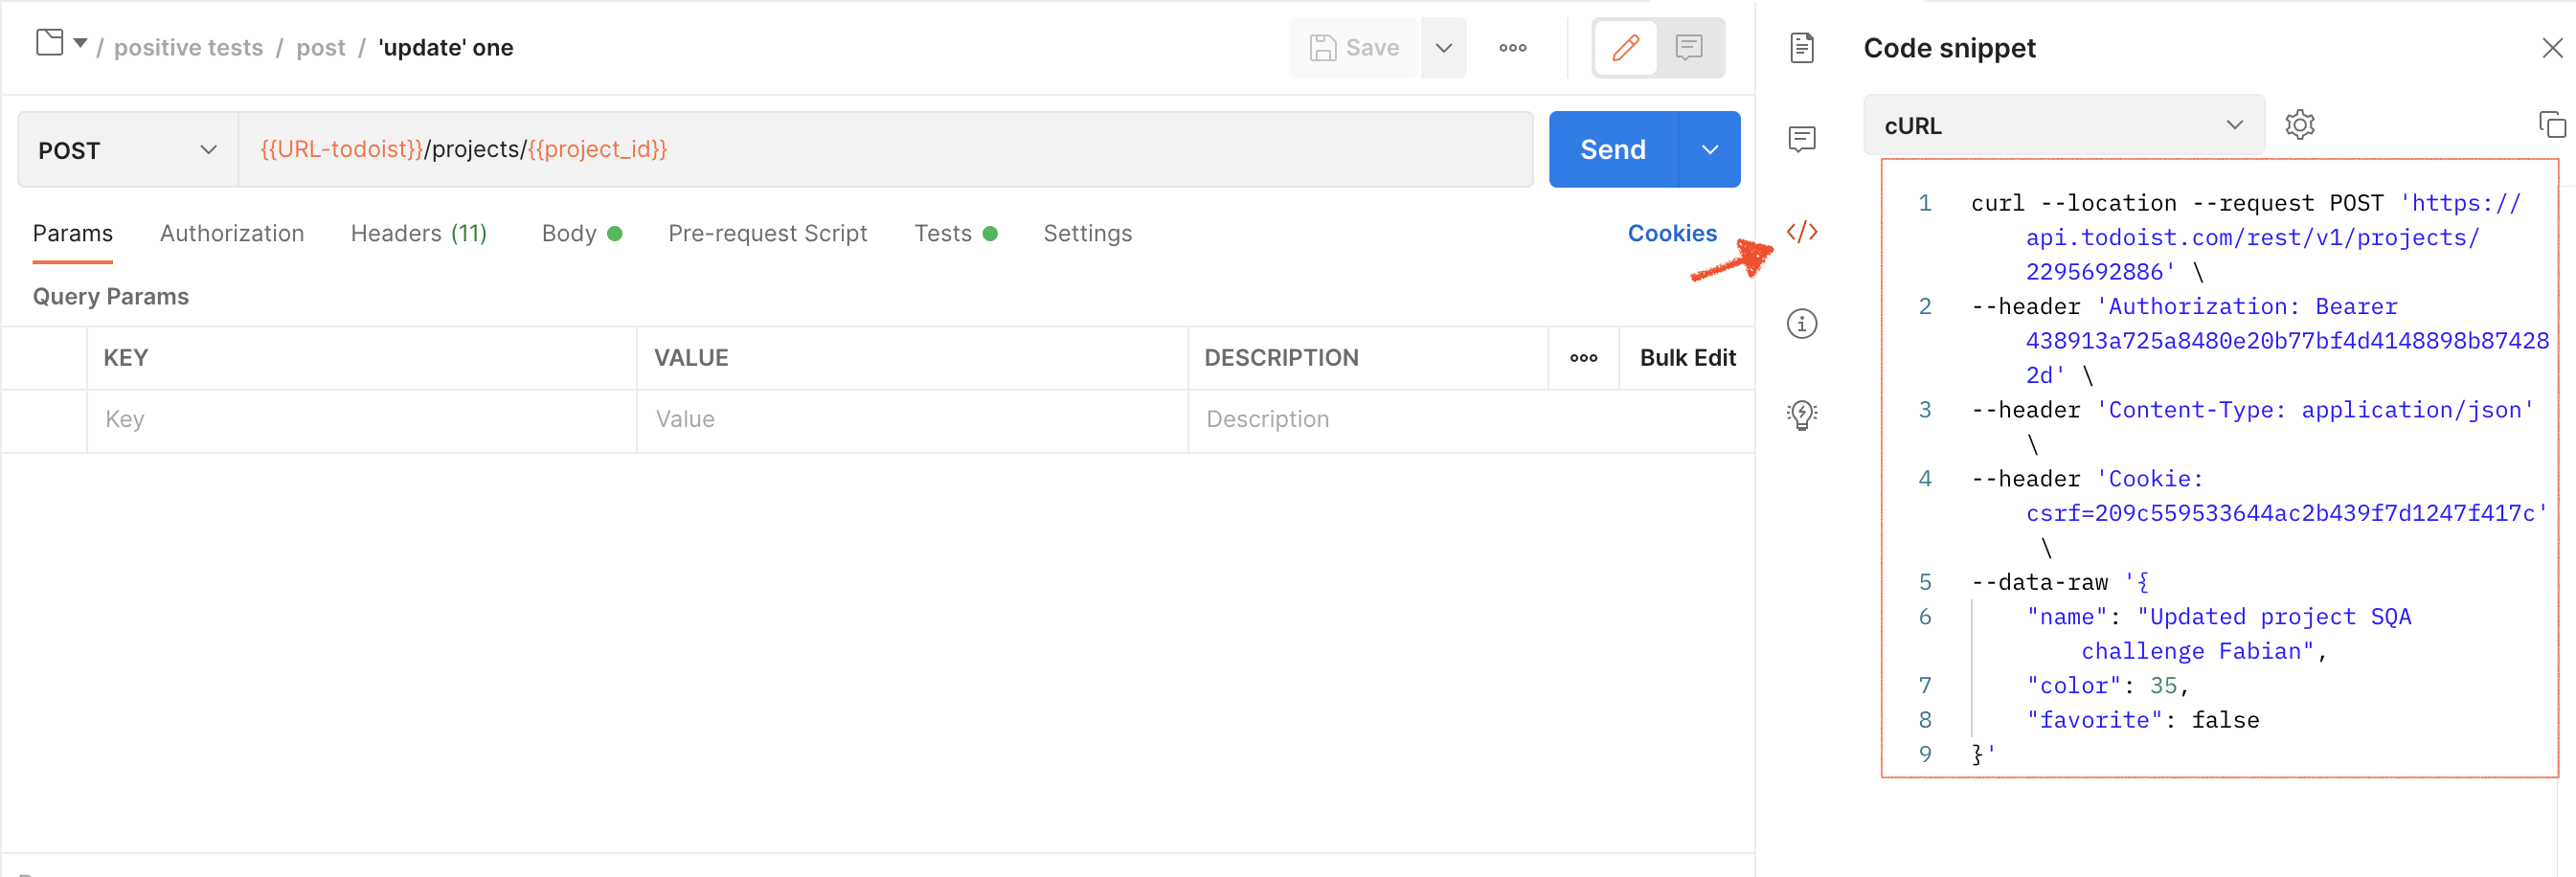 / positive tests / post / 'update' one
Save
POST
{{URL-todoist}}/projects/{{project_id}}
Send
Params
Authorization
Headers (11)
Body
Pre-request Script
Tests
Settings
Cookies
Query Params
KEY
VALUE
DESCRIPTION
Bulk Edit
Key
Value
Description
Code snippet
cURL
1 curl --location --request POST 'https://
api.todoist.com/rest/v1/projects/
2295692886' \
2 --header 'Authorization: Bearer
438913a725a8480e20b77bf4d4148898b87428
2d' \
3 --header 'Content-Type: application/json'
\
4 --header 'Cookie:
csrf=209c559533644ac2b439f7d1247f417c'
\
5 --data-raw '{
6 "name": "Updated project SQA
challenge Fabian",
7 "color": 35,
8 "favorite": false
9 }'